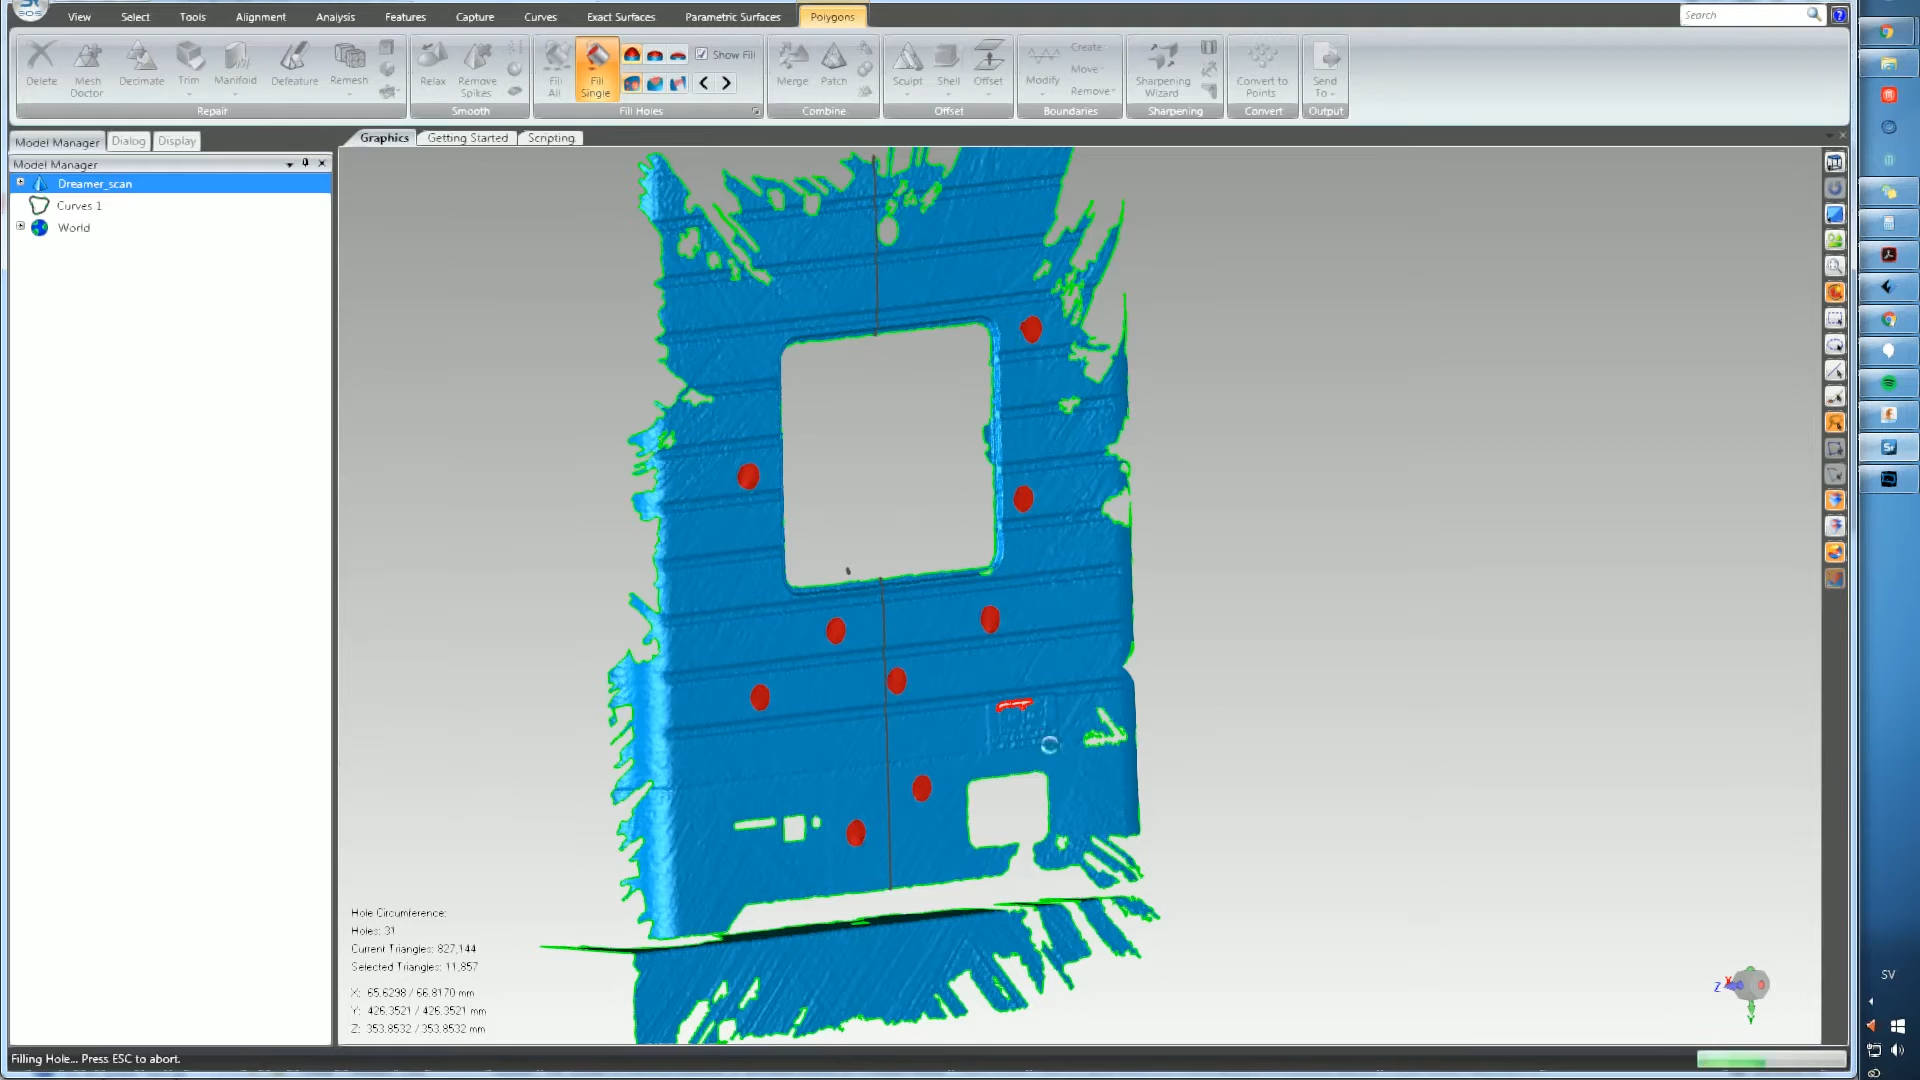 View Select Tools Alignment Analysis Features Capture Curves Exact Surfaces Parametric Surfaces Polygons Search
Delete Mesh Doctor Decimate Trim Manifold Defeature Remesh Relax Remove Spikes Fill All Fill Single Show Fill Merge Patch Sculpt Shell Offset Modify Create Move Remove Sharpening Wizard Convert to Points Send To
Repair Smooth Fill Holes Combine Offset Boundaries Sharpening Convert Output
Model Manager Dialog Display
Graphics Getting Started Scripting
Model Manager
Dreamer_scan
Curves 1
World
Hole Circumference:
Holes: 31
Current Triangles: 827,144
Selected Triangles: 11,857
X: 65.6298 / 66.8170 mm
Y: 426.3521 / 426.3521 mm
Z: 353.8532 / 353.8532 mm
Z X Y
SV
Filling Hole... Press ESC to abort.